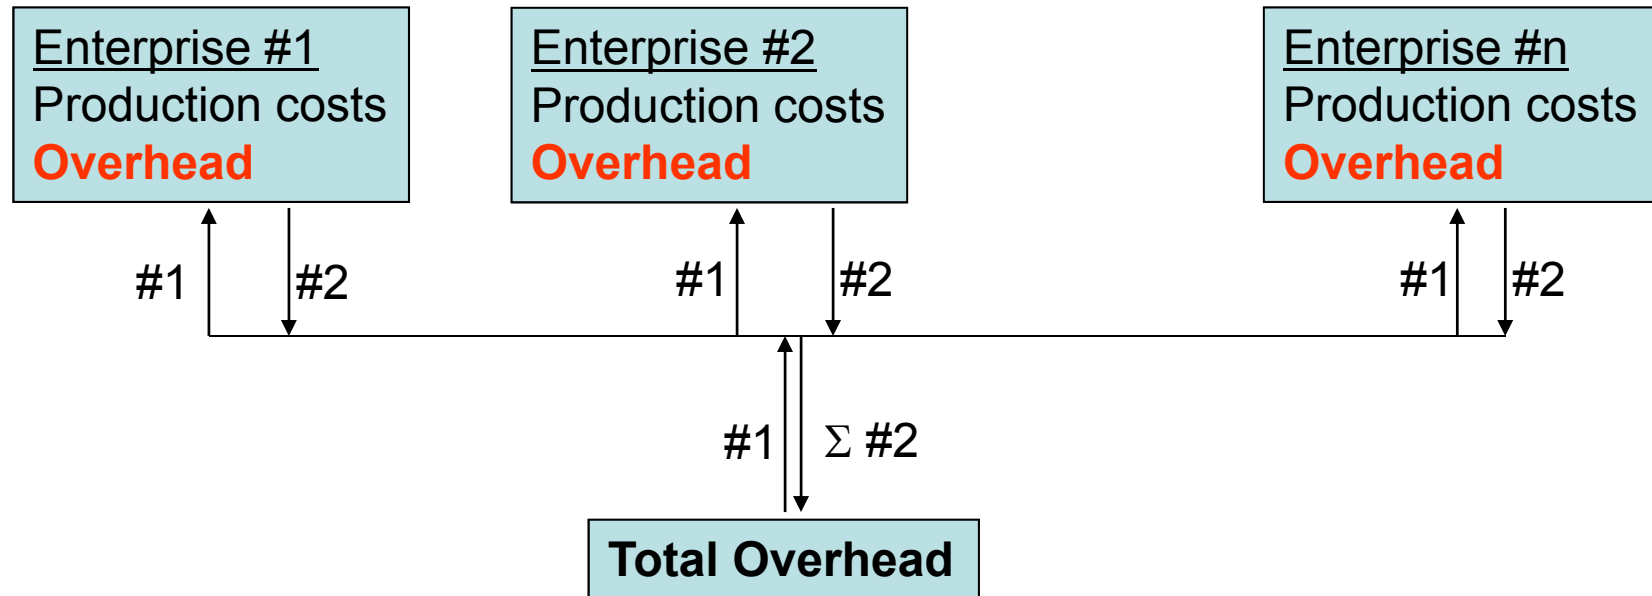 Enterprise #1
Production costs
Overhead
Enterprise #2
Production costs
Overhead
Enterprise #n
Production costs
Overhead
#1
#2
#1
#2
#1
#2
#1
Σ #2
Total Overhead